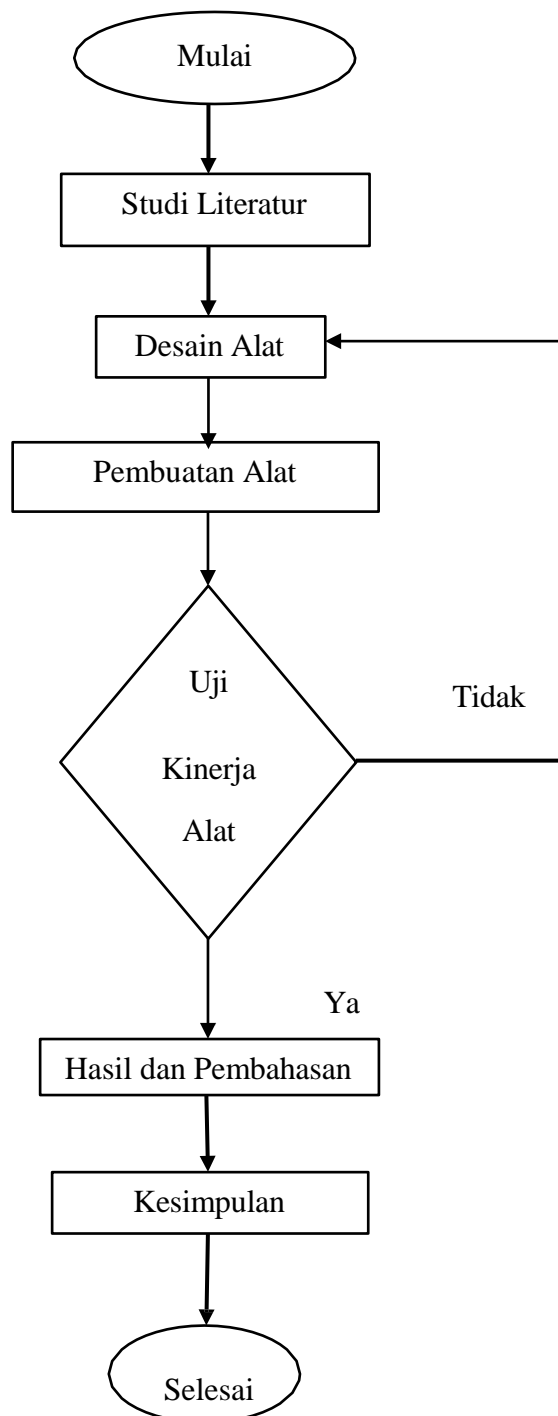 Mulai
Studi Literatur
Desain Alat
Pembuatan Alat
Uji
Kinerja
Alat
Tidak
Ya
Hasil dan Pembahasan
Kesimpulan
Selesai